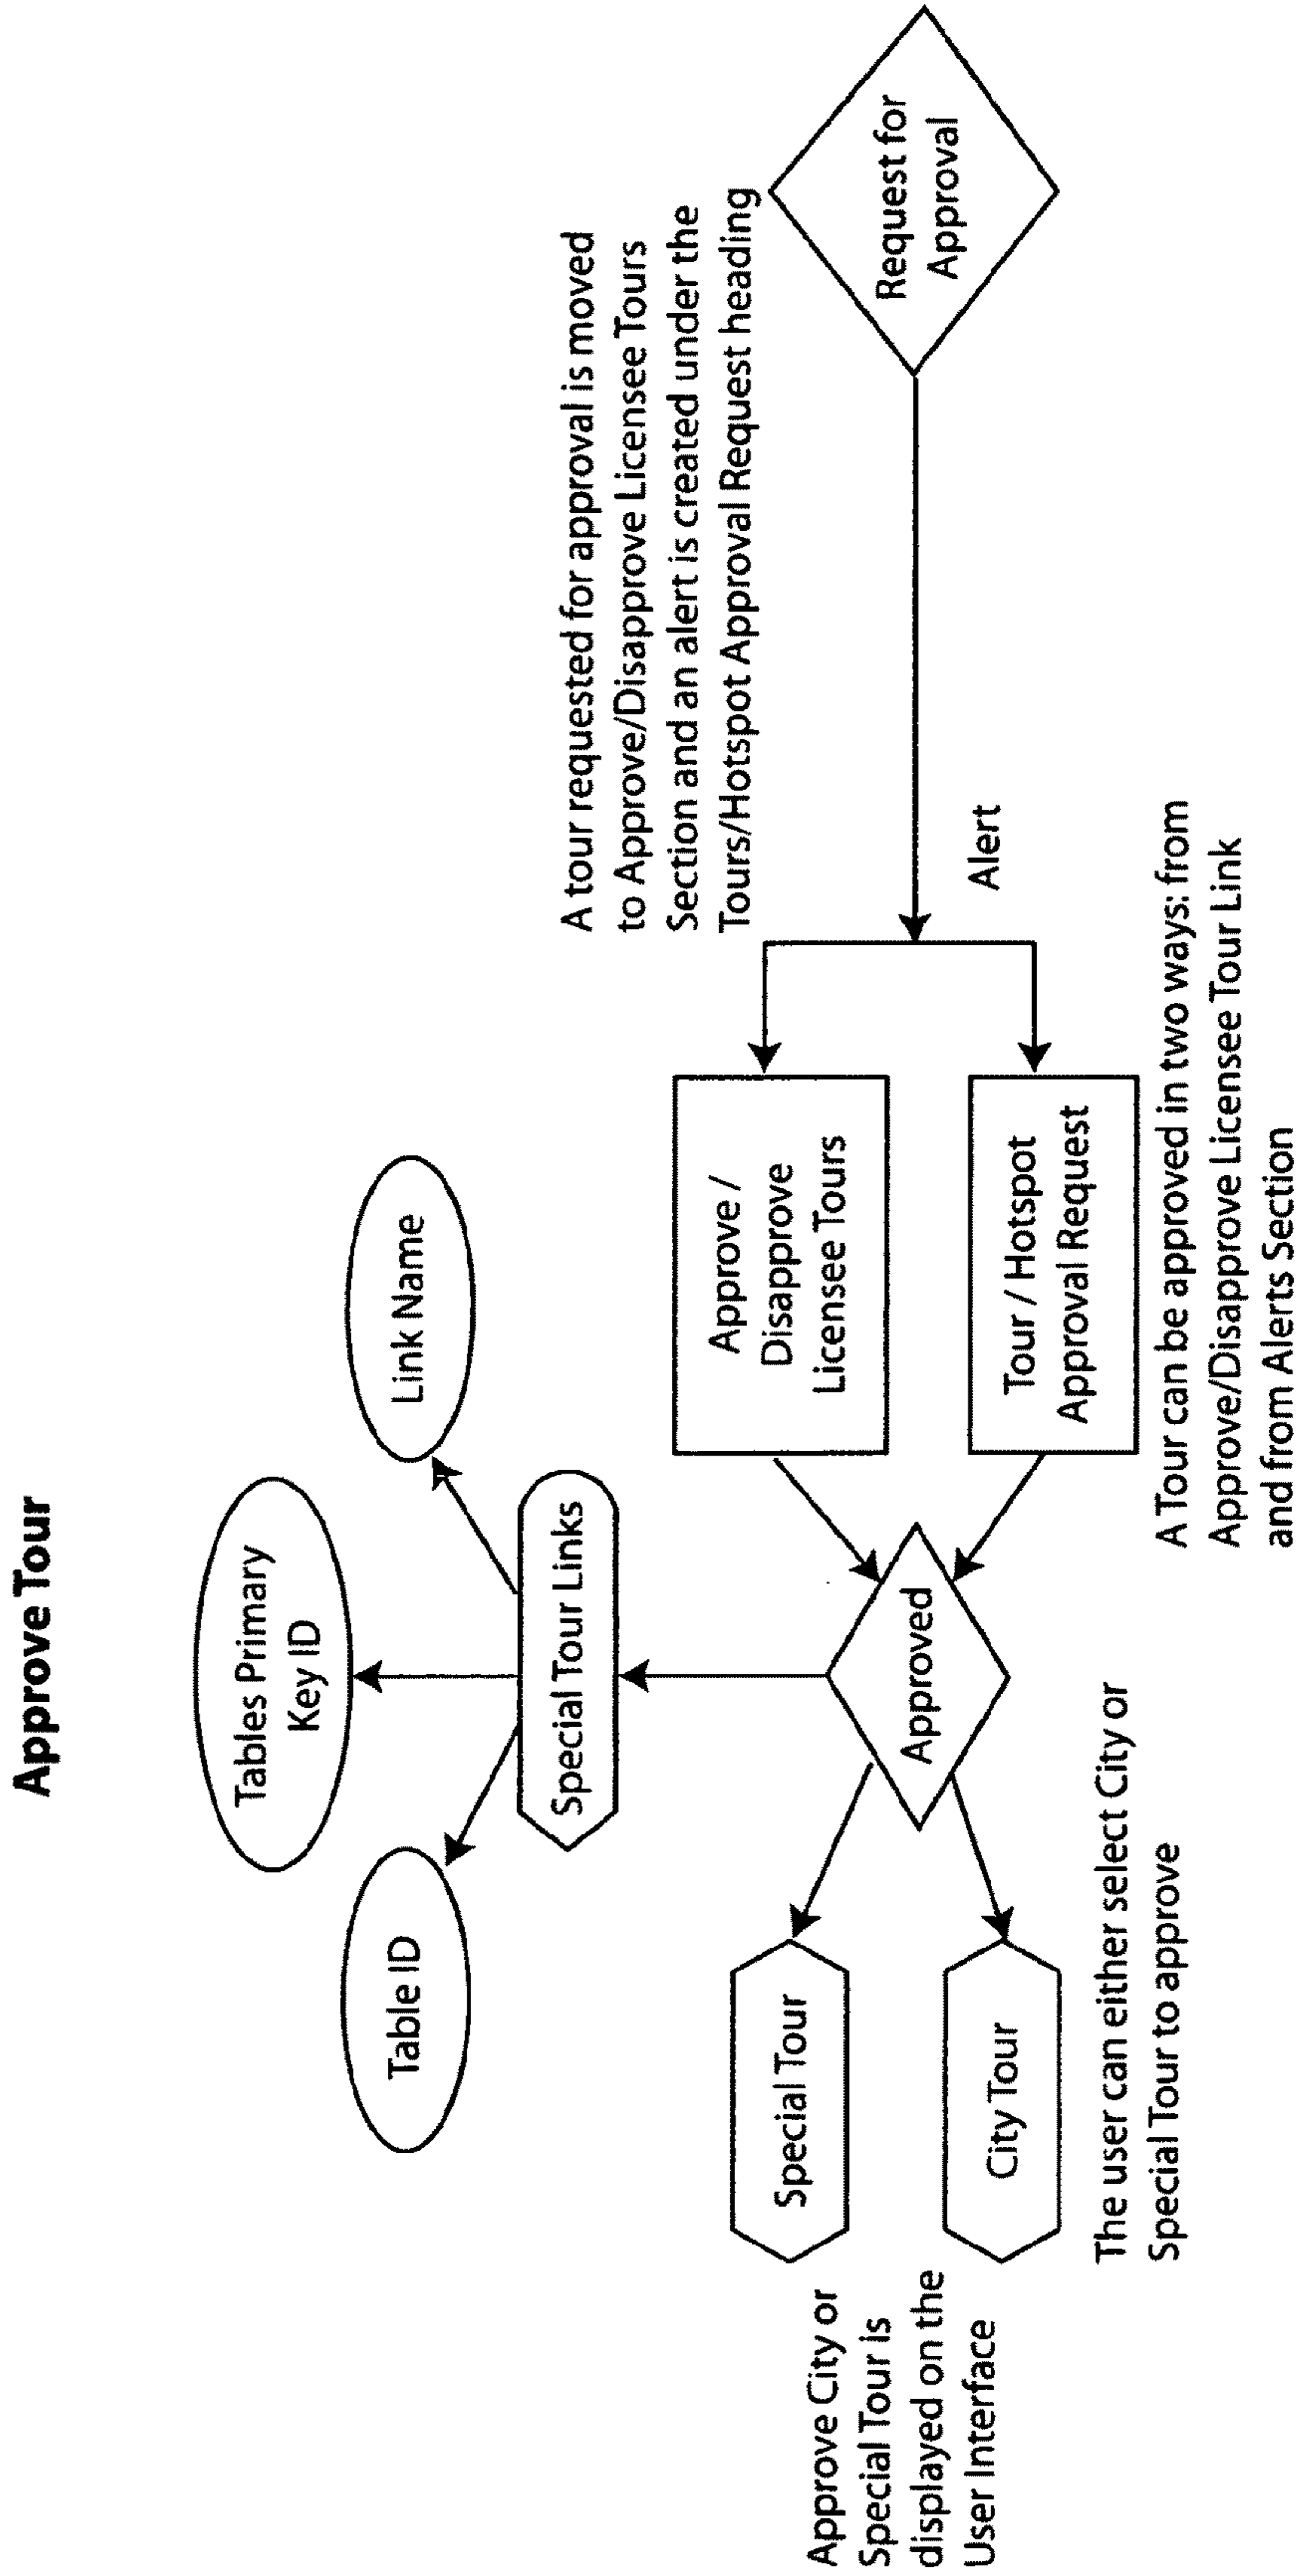 Approve Tour
Tables Primary
Key ID
Table ID
Link Name
Special Tour Links
A tour requested for approval is moved
to Approve/Disapprove Licensee Tours
Section and an alert is created under the
Tours/Hotspot Approval Request heading
Approve City or
Special Tour is
displayed on the
User Interface
Special Tour
City Tour
Approved
Approve /
Disapprove
Licensee Tours
Tour / Hotspot
Approval Request
Alert
Request for
Approval
The user can either select City or
Special Tour to approve
A Tour can be approved in two ways: from
Approve/Disapprove Licensee Tour Link
and from Alerts Section